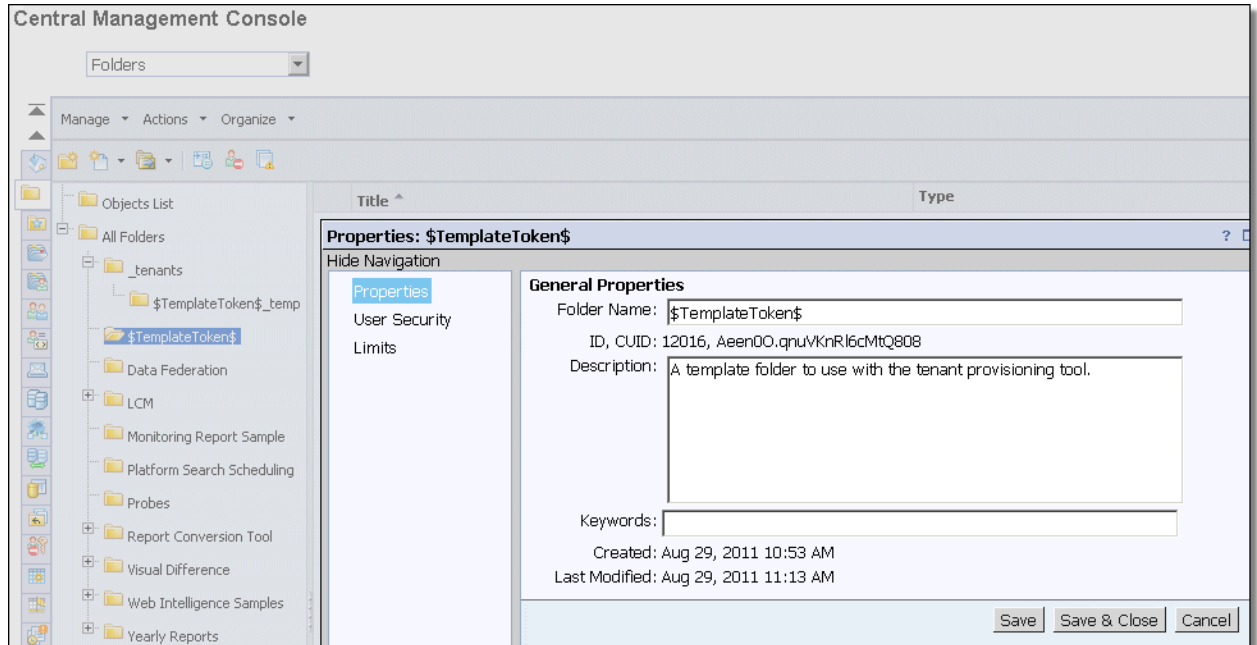 Central Management Console
Folders
Manage Actions Organize
Title Type
Objects List
All Folders
_tenants
$TemplateToken$_temp
$TemplateToken$
Data Federation
LCM
Monitoring Report Sample
Platform Search Scheduling
Probes
Report Conversion Tool
Visual Difference
Web Intelligence Samples
Yearly Reports
Properties: $TemplateToken$ ?
Hide Navigation
Properties
User Security
Limits
General Properties
Folder Name: $TemplateToken$
ID, CUID: 12016, Aeen0O.qnuVKnRl6cMtQ808
Description: A template folder to use with the tenant provisioning tool.
Keywords:
Created: Aug 29, 2011 10:53 AM
Last Modified: Aug 29, 2011 11:13 AM
Save Save & Close Cancel